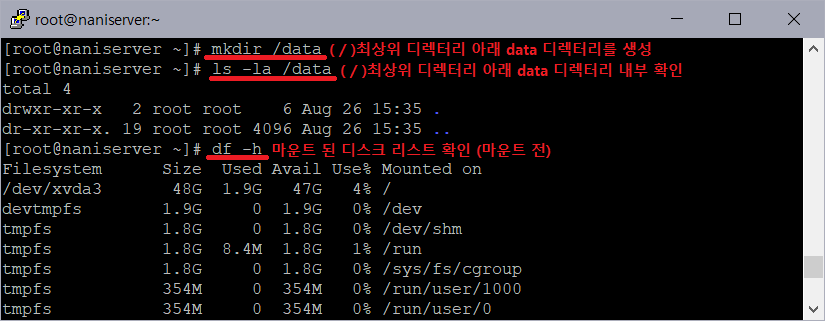 root@naniserver:~
[root@naniserver ~]# mkdir /data ( / )최상위 디렉터리 아래 data 디렉터리를 생성
[root@naniserver ~]# ls -la /data ( / )최상위 디렉터리 아래 data 디렉터리 내부 확인
total 4
drwxr-xr-x   2 root root    6 Aug 26 15:35 .
dr-xr-xr-x. 19 root root 4096 Aug 26 15:35 ..
[root@naniserver ~]# df -h 마운트 된 디스크 리스트 확인 (마운트 전)
Filesystem      Size  Used Avail Use% Mounted on
/dev/xvda3       48G  1.9G   47G   4% /
devtmpfs        1.9G     0  1.9G   0% /dev
tmpfs           1.8G     0  1.8G   0% /dev/shm
tmpfs           1.8G  8.4M  1.8G   1% /run
tmpfs           1.8G     0  1.8G   0% /sys/fs/cgroup
tmpfs           354M     0  354M   0% /run/user/1000
tmpfs           354M     0  354M   0% /run/user/0